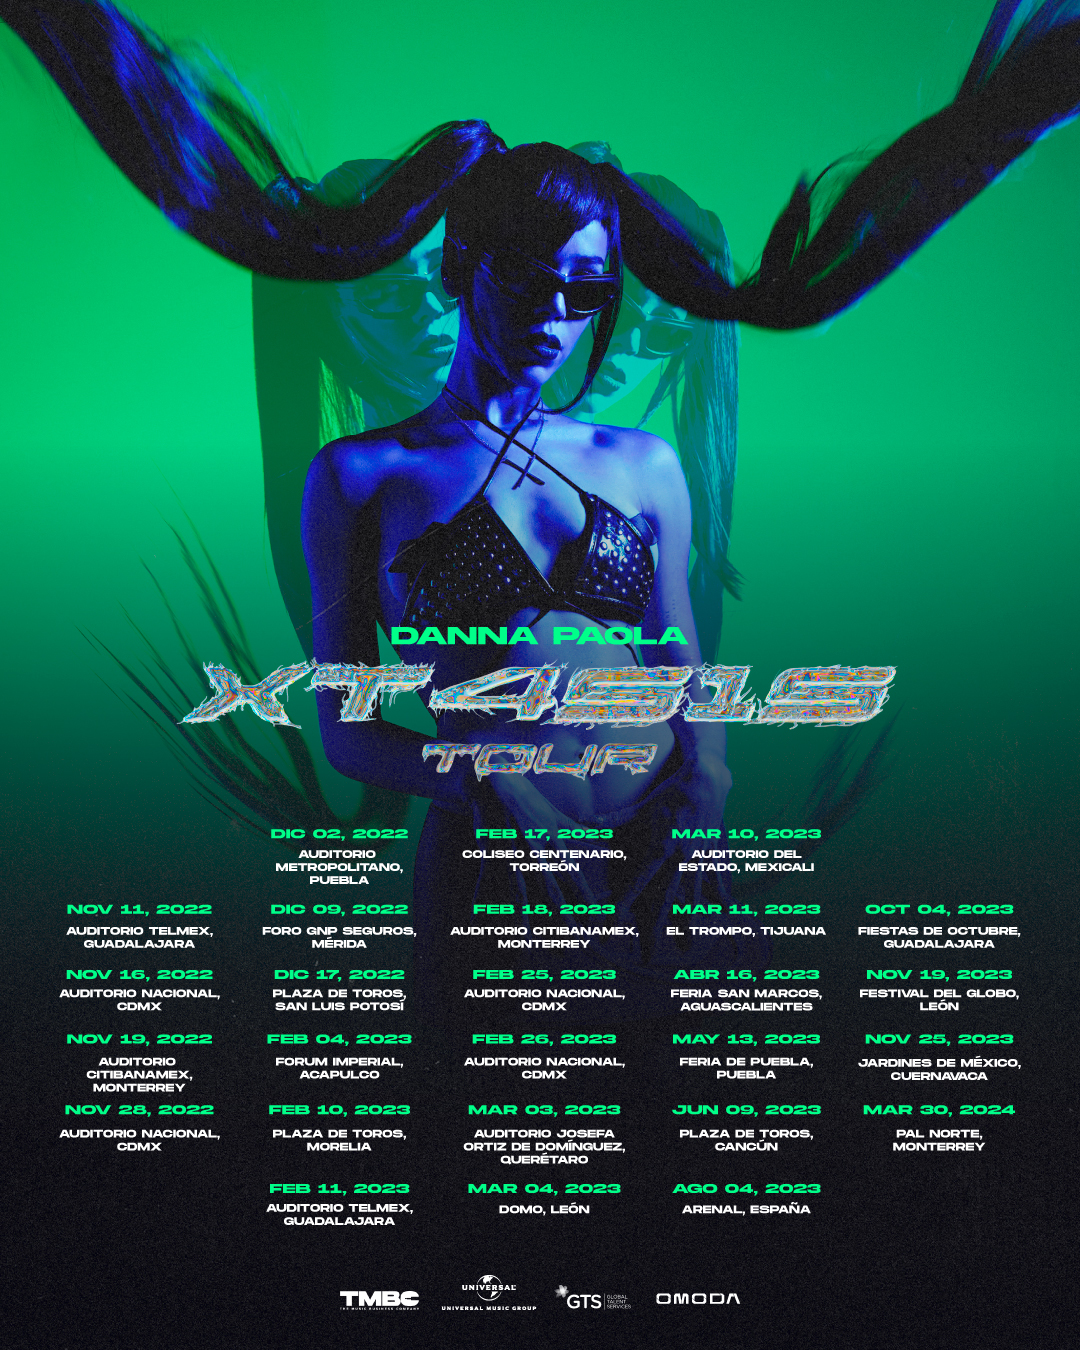 DANNA PAOLA
XT4S1S
TOUR
NOV 11, 2022
AUDITORIO TELMEX,
GUADALAJARA
NOV 16, 2022
AUDITORIO NACIONAL,
CDMX
NOV 19, 2022
AUDITORIO
CITIBANAMEX,
MONTERREY
NOV 28, 2022
AUDITORIO NACIONAL,
CDMX
DIC 02, 2022
AUDITORIO
METROPOLITANO,
PUEBLA
DIC 09, 2022
FORO GNP SEGUROS,
MÉRIDA
DIC 17, 2022
PLAZA DE TOROS,
SAN LUIS POTOSÍ
FEB 04, 2023
FORUM IMPERIAL,
ACAPULCO
FEB 10, 2023
PLAZA DE TOROS,
MORELIA
FEB 11, 2023
AUDITORIO TELMEX,
GUADALAJARA
FEB 17, 2023
COLISEO CENTENARIO,
TORREÓN
FEB 18, 2023
AUDITORIO CITIBANAMEX,
MONTERREY
FEB 25, 2023
AUDITORIO NACIONAL,
CDMX
FEB 26, 2023
AUDITORIO NACIONAL,
CDMX
MAR 03, 2023
AUDITORIO JOSEFA
ORTIZ DE DOMÍNGUEZ,
QUERÉTARO
MAR 04, 2023
DOMO, LEÓN
MAR 10, 2023
AUDITORIO DEL
ESTADO, MEXICALI
MAR 11, 2023
EL TROMPO, TIJUANA
ABR 16, 2023
FERIA SAN MARCOS,
AGUASCALIENTES
MAY 13, 2023
FERIA DE PUEBLA,
PUEBLA
JUN 09, 2023
PLAZA DE TOROS,
CANCÚN
AGO 04, 2023
ARENAL, ESPAÑA
OCT 04, 2023
FIESTAS DE OCTUBRE,
GUADALAJARA
NOV 19, 2023
FESTIVAL DEL GLOBO,
LEÓN
NOV 25, 2023
JARDINES DE MÉXICO,
CUERNAVACA
MAR 30, 2024
PAL NORTE,
MONTERREY
TMBC
THE MUSIC BUSINESS COMPANY
UNIVERSAL
UNIVERSAL MUSIC GROUP
GTS
GLOBAL
TALENT
SERVICES
OMODA